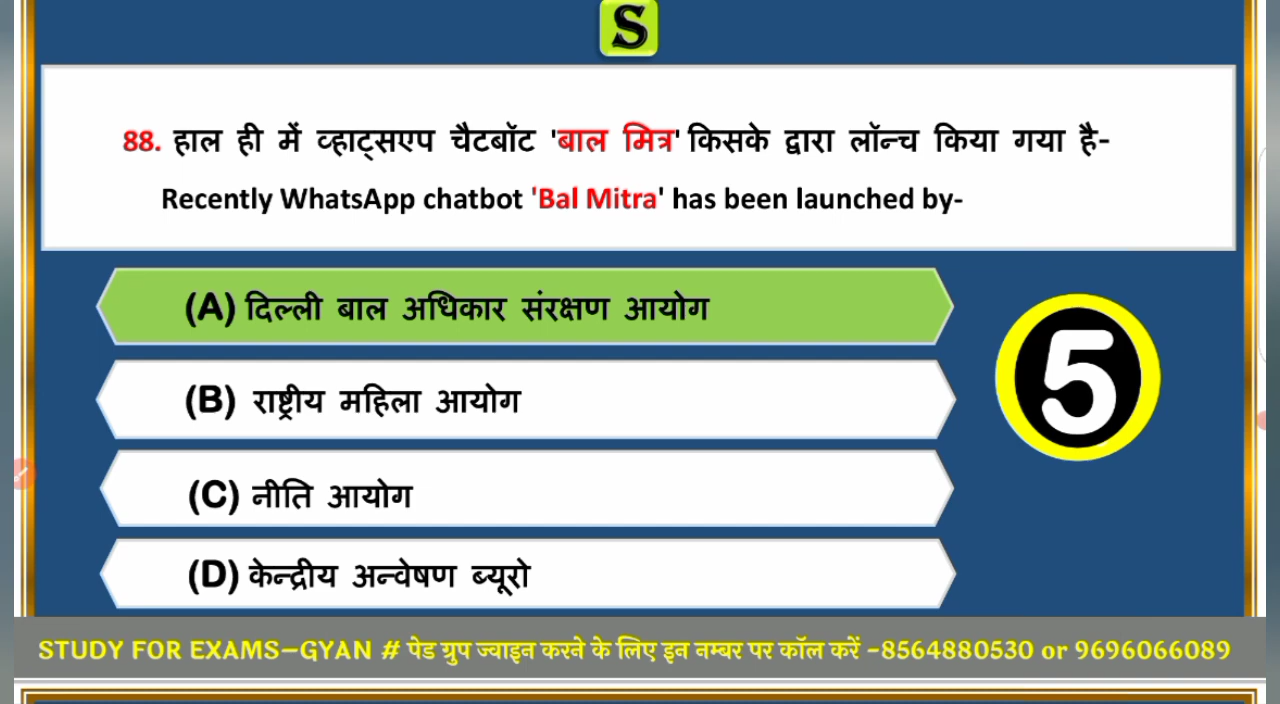 S
88. हाल ही में व्हाट्सएप चैटबॉट 'बाल मित्र' किसके द्वारा लॉन्च किया गया है-
Recently WhatsApp chatbot 'Bal Mitra' has been launched by-
(A) दिल्ली बाल अधिकार संरक्षण आयोग
(B) राष्ट्रीय महिला आयोग
5
(C) नीति आयोग
(D) केन्द्रीय अन्वेषण ब्यूरो
STUDY FOR EXAMS-GYAN # पेड ग्रुप ज्वाइन करने के लिए इन नम्बर पर कॉल करें -8564880530 or 9696066089